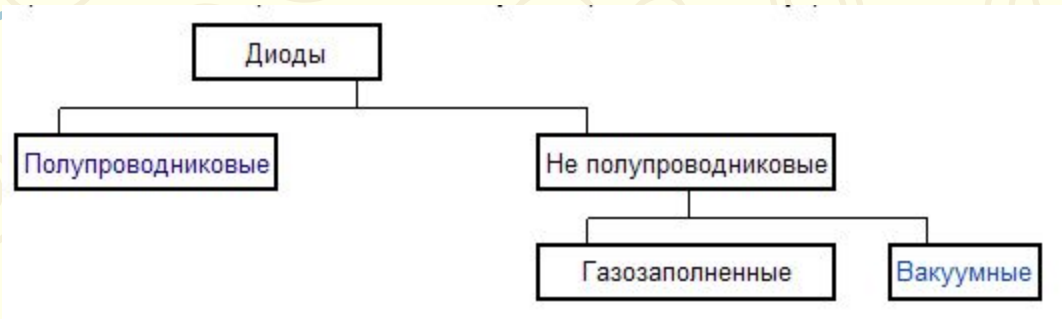 Диоды
Полупроводниковые
Не полупроводниковые
Газозаполненные
Вакуумные